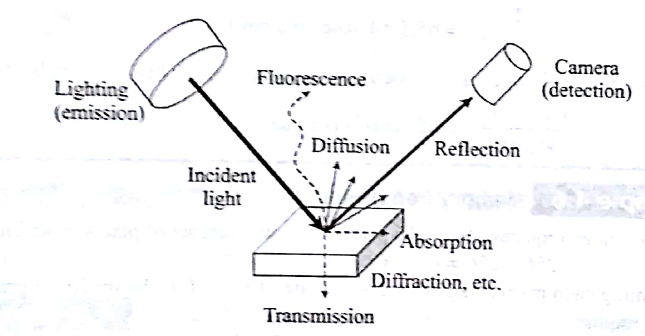 Lighting
(emission)
Fluorescence
Camera
(detection)
Diffusion
Reflection
Incident
light
Absorption
Diffraction, etc.
Transmission